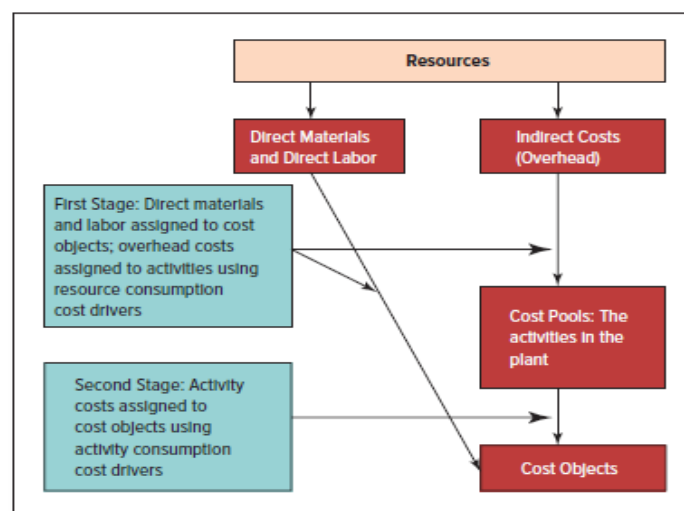 Resources
Direct Materials
and Direct Labor
Indirect Costs
(Overhead)
First Stage: Direct materials
and labor assigned to cost
objects; overhead costs
assigned to activities using
resource consumption
cost drivers
Cost Pools: The
activities in the
plant
Second Stage: Activity
costs assigned to
cost objects using
activity consumption
cost drivers
Cost Objects